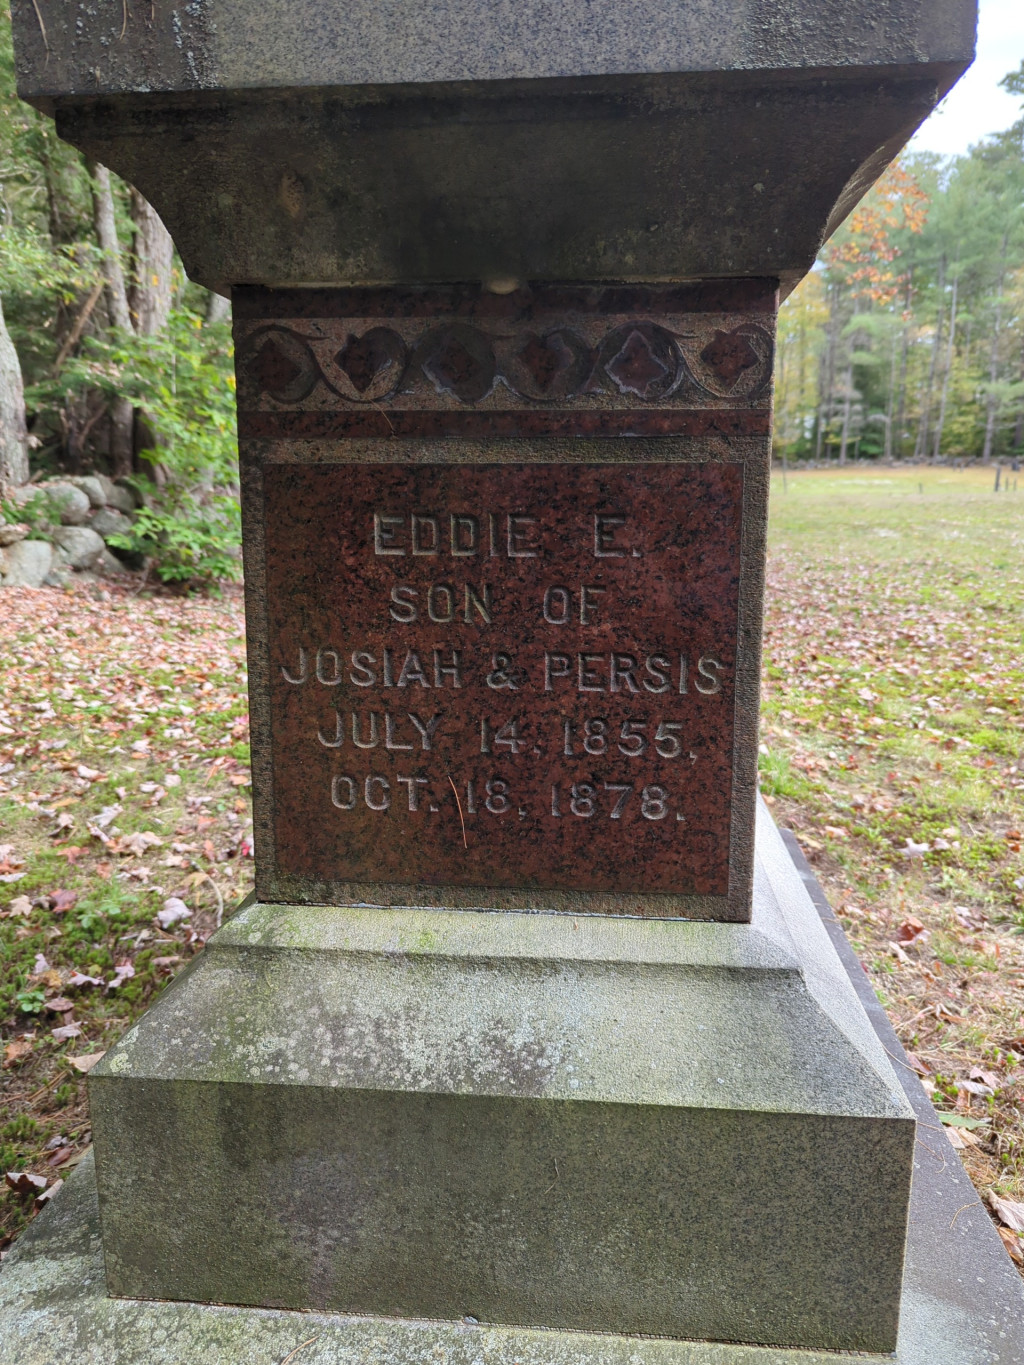 EDDIE E.
SON OF
JOSIAH & PERSIS
JULY 14, 1855,
OCT. 18, 1878.